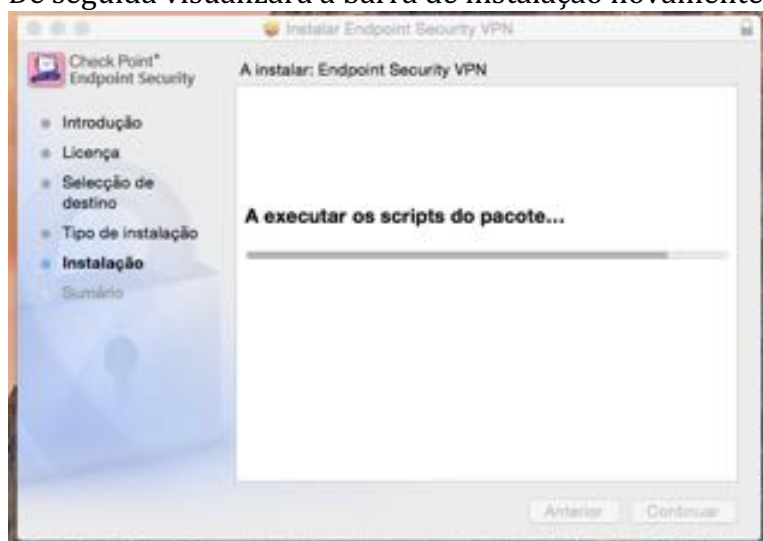 De seguida visualizará a barra de instalação novamente
Instalar Endpoint Security VPN
Check Point®
Endpoint Security
A instalar: Endpoint Security VPN
Introdução
Licença
Selecção de
destino
Tipo de instalação
Instalação
Sumário
A executar os scripts do pacote...
Anterior
Continuar